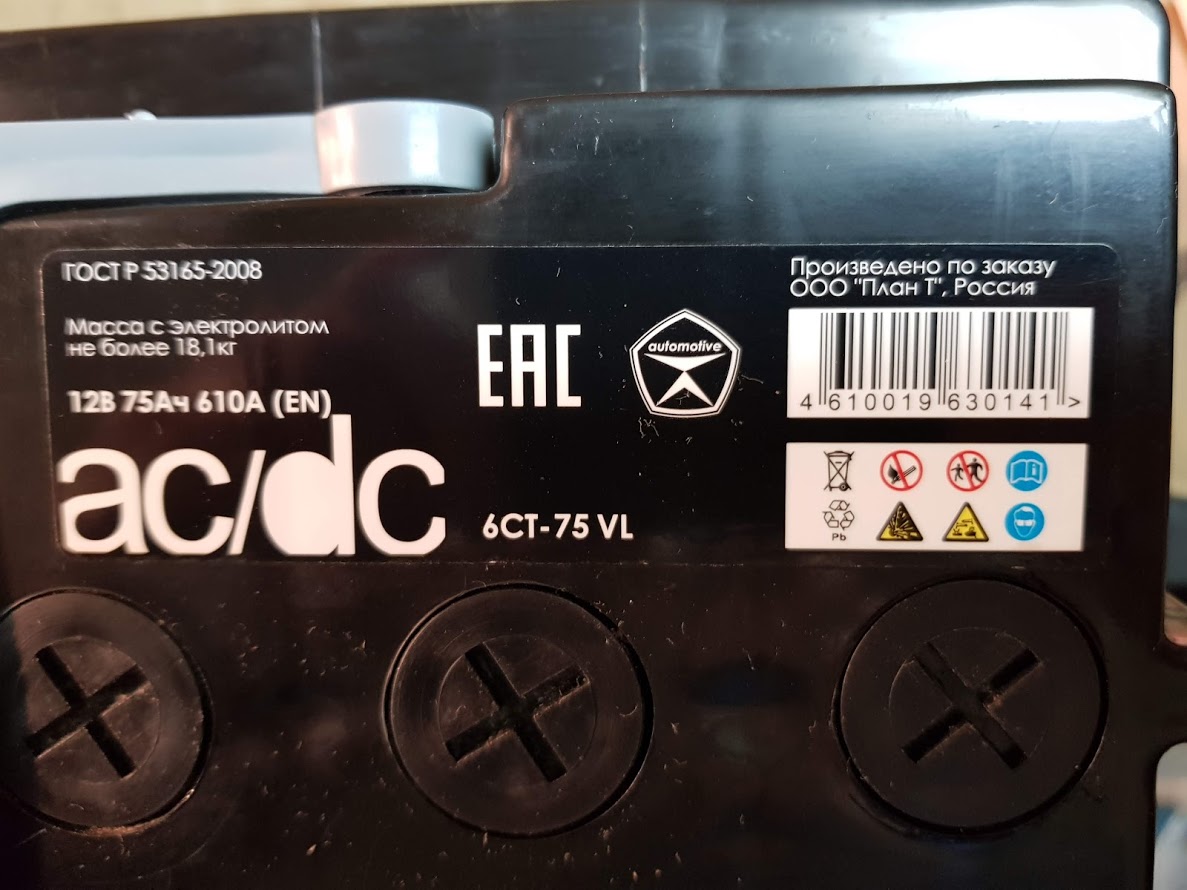 ГОСТ Р 53165-2008
Масса с электролитом
не более 18,1кг
12В 75Ач 610А (EN)
ac/dc
EAC
automotive
6СТ-75 VL
Произведено по заказу
ООО "План Т", Россия
4 610019 630141 >
Pb